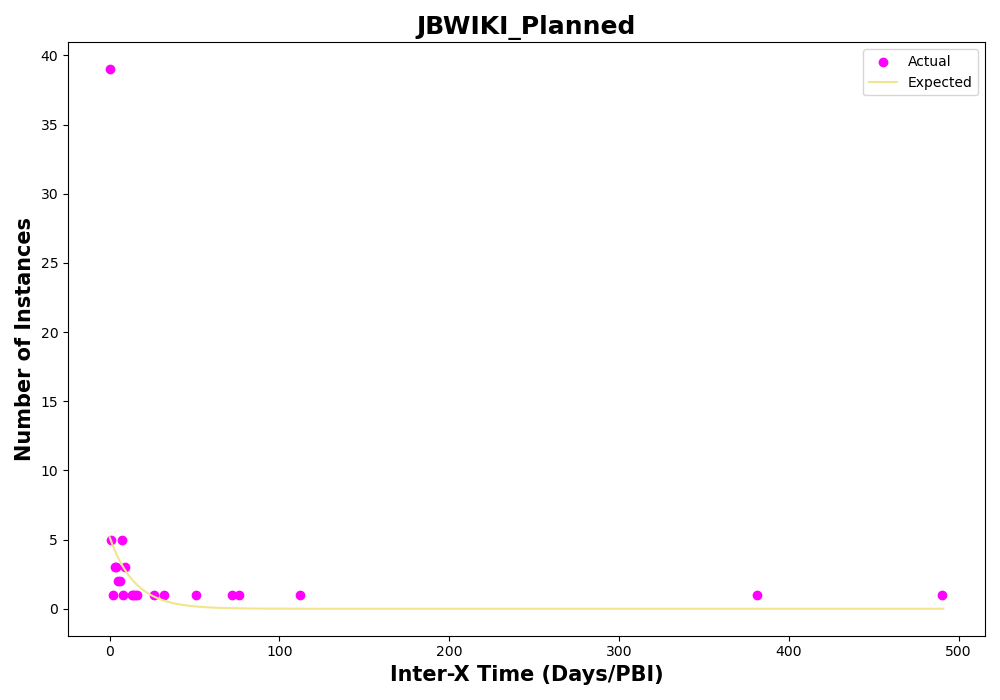 JBWIKI_Planned
Actual
Expected
Number of Instances
40
35
30
25
20
15
10
5
0
0 100 200 300 400 500
Inter-X Time (Days/PBI)